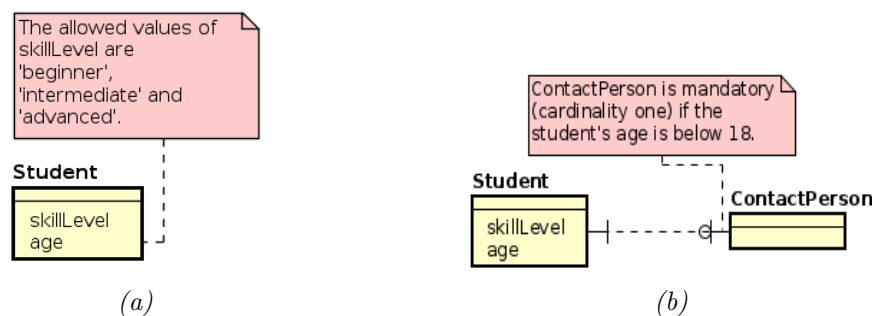 The allowed values of
skillLevel are
'beginner',
'intermediate' and
'advanced'.
Student
skillLevel
age
(a)
ContactPerson is mandatory
(cardinality one) if the
student's age is below 18.
Student
skillLevel
age
ContactPerson
(b)